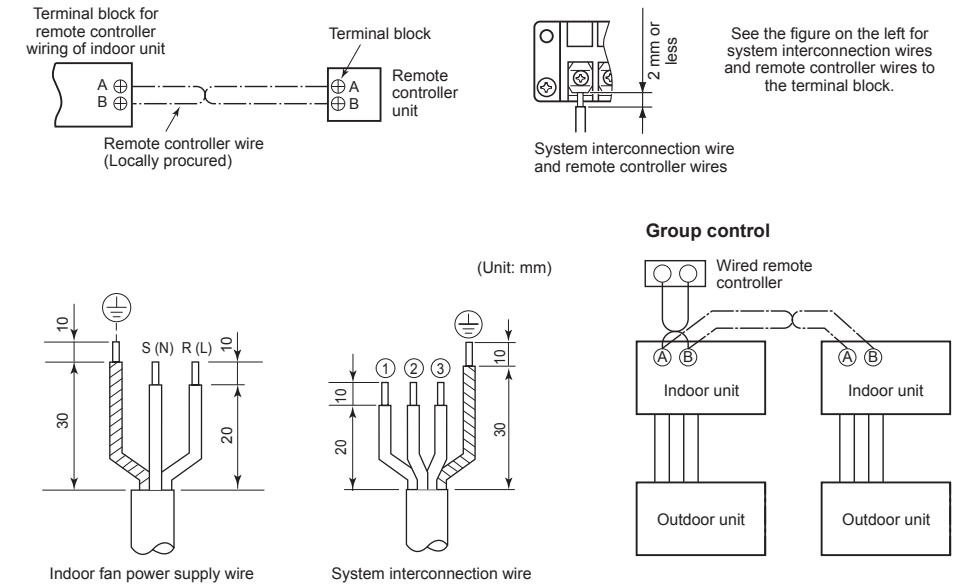 Terminal block for
remote controller
wiring of indoor unit
A
B
Terminal block
A
B
Remote
controller
unit
Remote controller wire
(Locally procured)
2 mm or
less
System interconnection wire
and remote controller wires
See the figure on the left for
system interconnection wires
and remote controller wires to
the terminal block.
(Unit: mm)
10
30
S (N) R (L)
10
20
Indoor fan power supply wire
1 2 3
10
20
10
30
System interconnection wire
Group control
Wired remote
controller
A B
Indoor unit
Outdoor unit
A B
Indoor unit
Outdoor unit